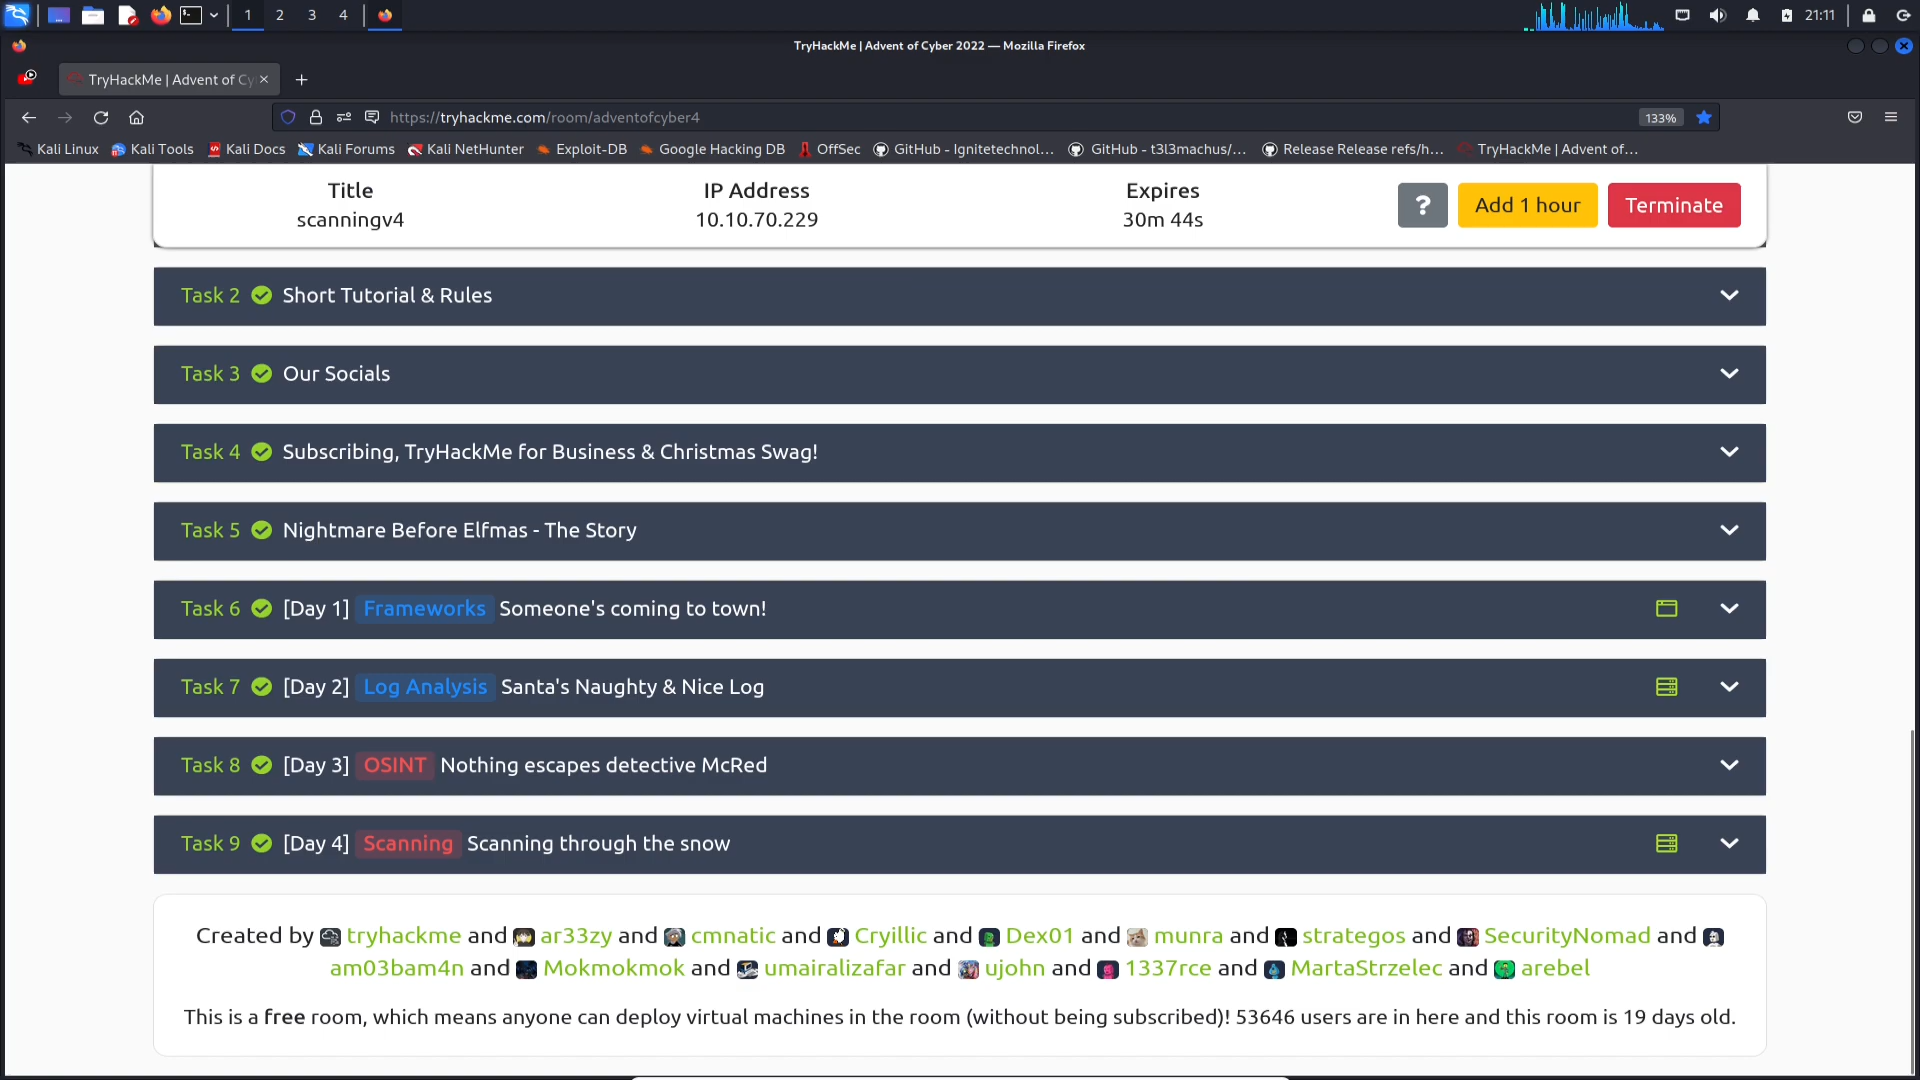 1 2 3 4 21:11
TryHackMe | Advent of Cyber 2022 — Mozilla Firefox
TryHackMe | Advent of Cy
https://tryhackme.com/room/adventofcyber4 133%
Kali Linux Kali Tools Kali Docs Kali Forums Kali NetHunter Exploit-DB Google Hacking DB OffSec GitHub - Ignitetechnol... GitHub - t3l3machus/... Release Release refs/h... TryHackMe | Advent of...
Title IP Address Expires
scanningv4 10.10.70.229 30m 44s
? Add 1 hour Terminate
Task 2 Short Tutorial & Rules
Task 3 Our Socials
Task 4 Subscribing, TryHackMe for Business & Christmas Swag!
Task 5 Nightmare Before Elfmas - The Story
Task 6 [Day 1] Frameworks Someone's coming to town!
Task 7 [Day 2] Log Analysis Santa's Naughty & Nice Log
Task 8 [Day 3] OSINT Nothing escapes detective McRed
Task 9 [Day 4] Scanning Scanning through the snow
Created by tryhackme and ar33zy and cmnatic and Cryillic and Dex01 and munra and strategos and SecurityNomad and
am03bam4n and Mokmokmok and umairalizafar and ujohn and 1337rce and MartaStrzelec and arebel
This is a free room, which means anyone can deploy virtual machines in the room (without being subscribed)! 53646 users are in here and this room is 19 days old.